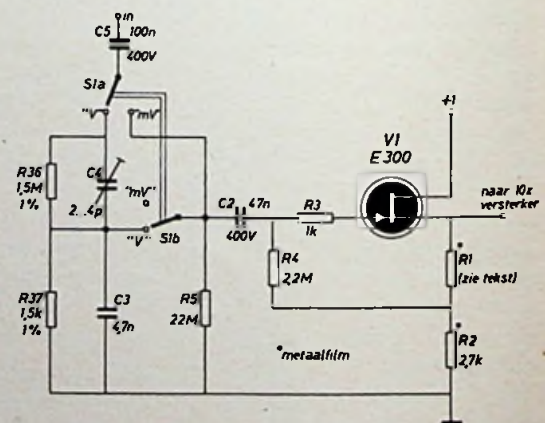 in
C5 100n
400V
S1a
"V"
"mV"
+1
V1
E300
R36
1,5M
1%
C4
2...4p
"mV"
"V"
S1b
C2 47n
400V
R3
1k
naar 10x
versterker
R4
2,2M
*
R1
(zie tekst)
R37
1,5k
1%
C3
4,7n
R5
22M
*metaalfilm
*
R2
2,7k